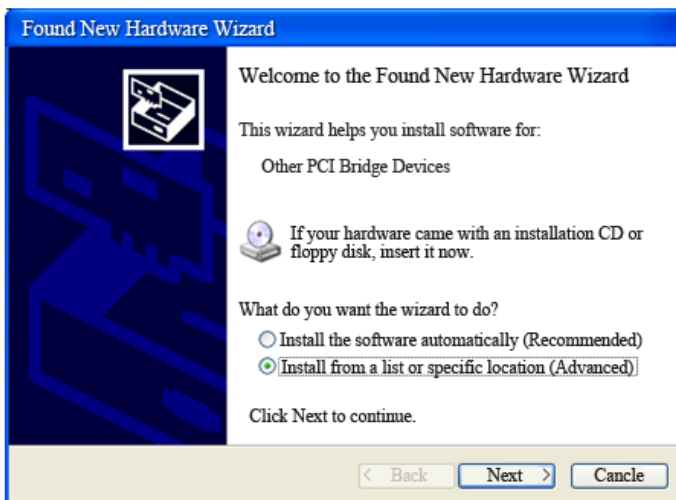 Found New Hardware Wizard
Welcome to the Found New Hardware Wizard
This wizard helps you install software for:
Other PCI Bridge Devices
If your hardware came with an installation CD or
floppy disk, insert it now.
What do you want the wizard to do?
Install the software automatically (Recommended)
Install from a list or specific location (Advanced)
Click Next to continue.
< Back Next > Cancle